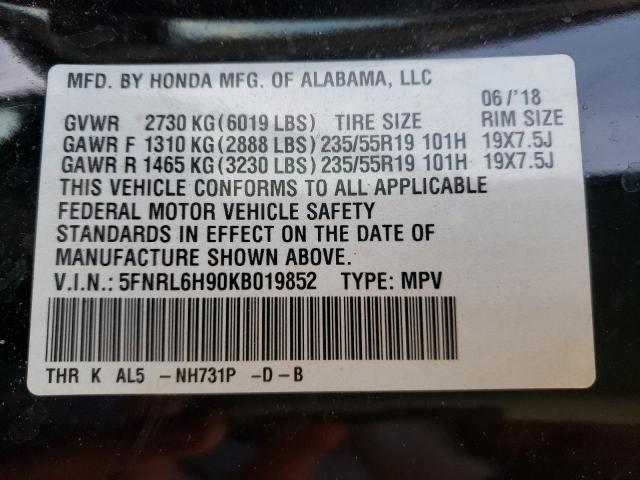 MFD. BY HONDA MFG. OF ALABAMA, LLC
06/'18
GVWR 2730 KG(6019 LBS) TIRE SIZE RIM SIZE
GAWR F 1310 KG(2888 LBS)235/55R19 101H 19X7.5J
GAWR R 1465 KG(3230 LBS)235/55R19 101H 19X7.5J
THIS VEHICLE CONFORMS TO ALL APPLICABLE
FEDERAL MOTOR VEHICLE SAFETY
STANDARDS IN EFFECT ON THE DATE OF
MANUFACTURE SHOWN ABOVE.
V.I.N.: 5FNRL6H90KB019852 TYPE: MPV
THR K AL5 -NH731P -D-B